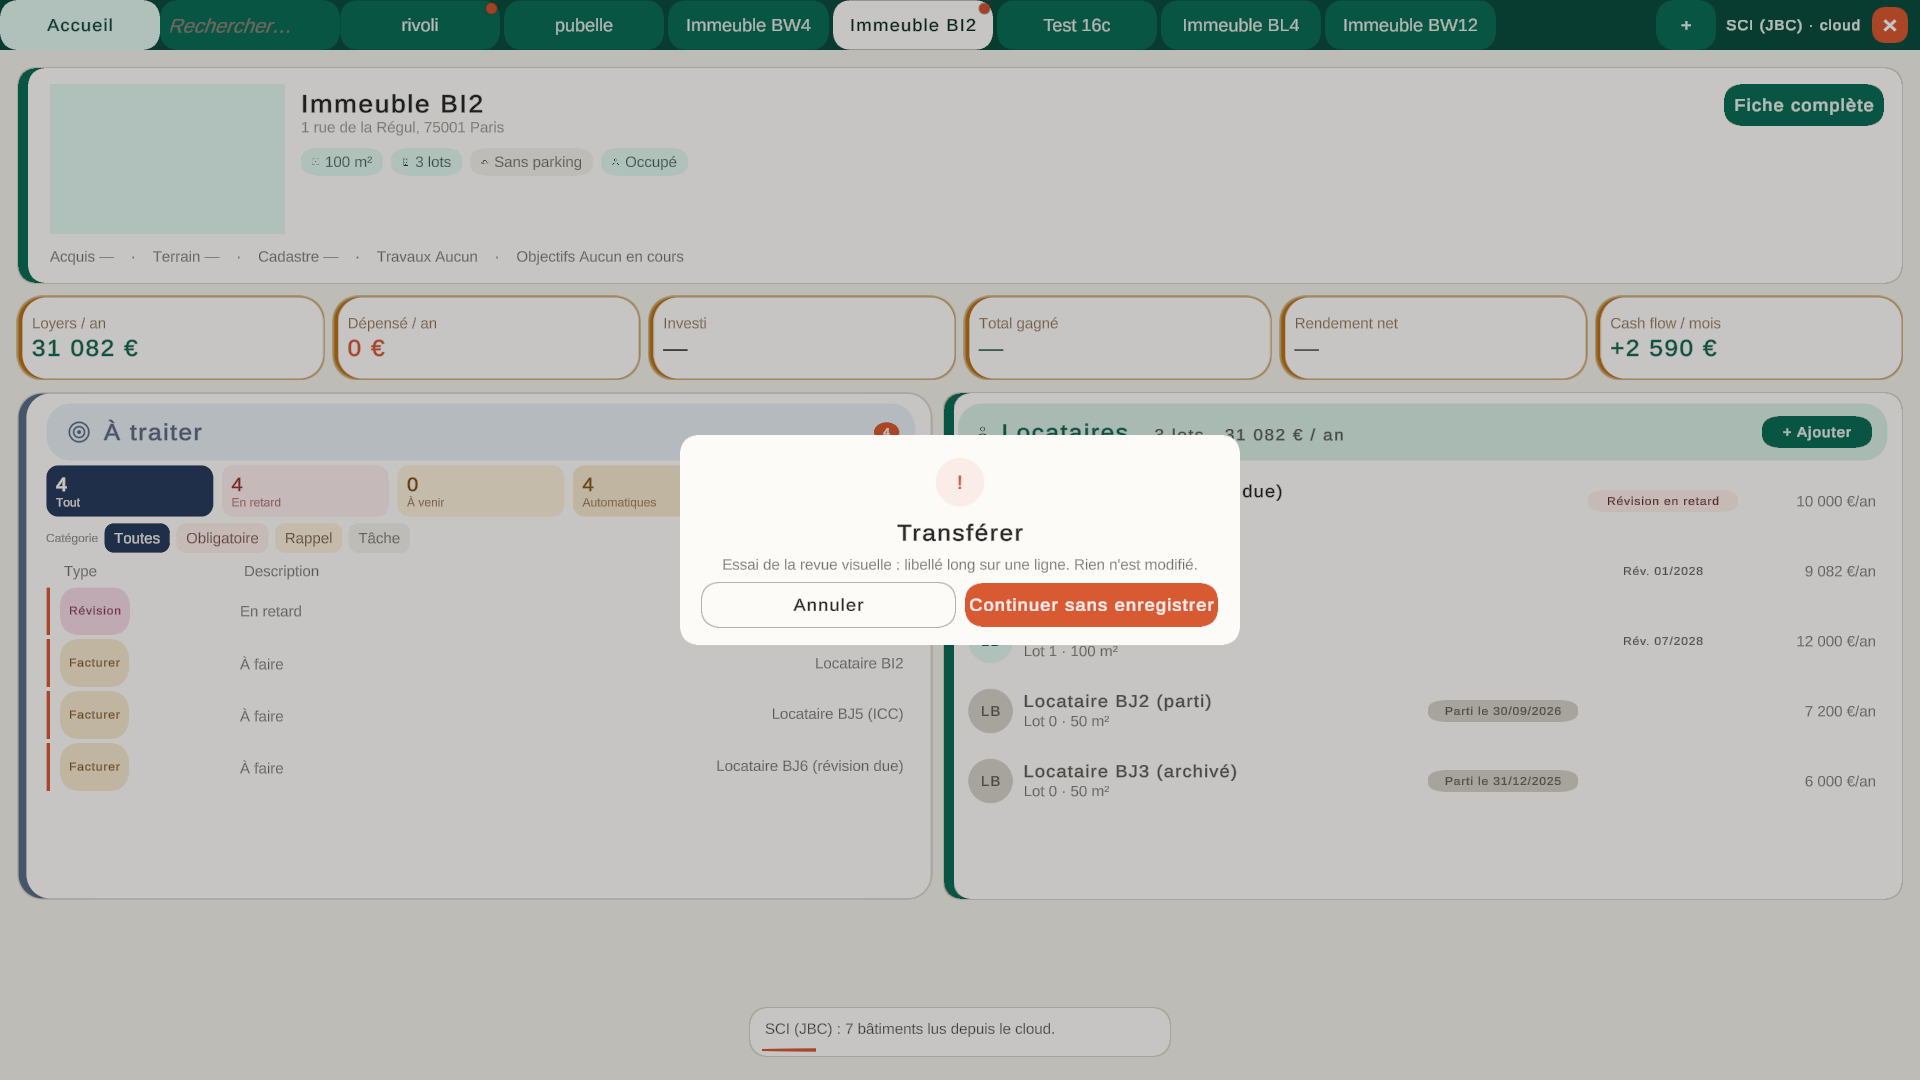 Accueil
Rechercher...
rivoli
pubelle
Immeuble BW4
Immeuble BI2
Test 16c
Immeuble BL4
Immeuble BW12
+
SCI (JBC) · cloud
×
Immeuble BI2
1 rue de la Régul, 75001 Paris
100 m²
3 lots
Sans parking
Occupé
Fiche complète
Acquis — · Terrain — · Cadastre — · Travaux Aucun · Objectifs Aucun en cours
Loyers / an
31 082 €
Dépensé / an
0 €
Investi
—
Total gagné
—
Rendement net
—
Cash flow / mois
+2 590 €
À traiter
4
4
Tout
4
En retard
0
À venir
4
Automatiques
Catégorie
Toutes
Obligatoire
Rappel
Tâche
Type
Description
Révision
En retard
Facturer
À faire
Locataire BI2
Facturer
À faire
Locataire BJ5 (ICC)
Facturer
À faire
Locataire BJ6 (révision due)
Locataires
3 lots
31 082 € / an
+ Ajouter
due)
Révision en retard
10 000 €/an
Rév. 01/2028
9 082 €/an
Lot 1 · 100 m²
Rév. 07/2028
12 000 €/an
LB
Locataire BJ2 (parti)
Lot 0 · 50 m²
Parti le 30/09/2026
7 200 €/an
LB
Locataire BJ3 (archivé)
Lot 0 · 50 m²
Parti le 31/12/2025
6 000 €/an
!
Transférer
Essai de la revue visuelle : libellé long sur une ligne. Rien n'est modifié.
Annuler
Continuer sans enregistrer
SCI (JBC) : 7 bâtiments lus depuis le cloud.